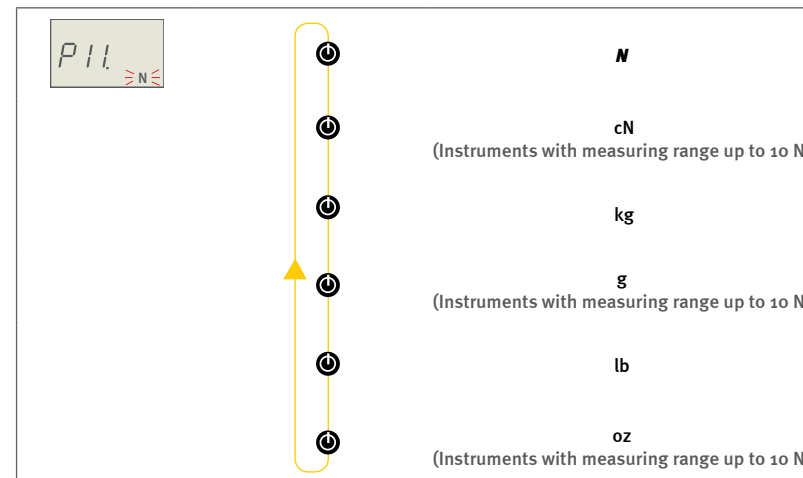 P11.
N
N
cN
(Instruments with measuring range up to 10 N
kg
g
(Instruments with measuring range up to 10 N
lb
oz
(Instruments with measuring range up to 10 N